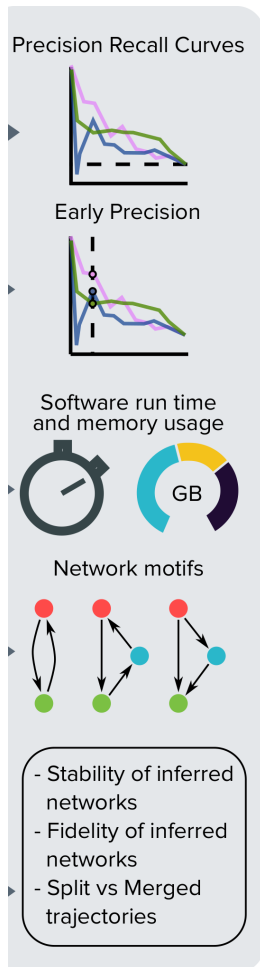 Precision Recall Curves
Early Precision
Software run time
and memory usage
GB
Network motifs
- Stability of inferred
networks
- Fidelity of inferred
networks
- Split vs Merged
trajectories